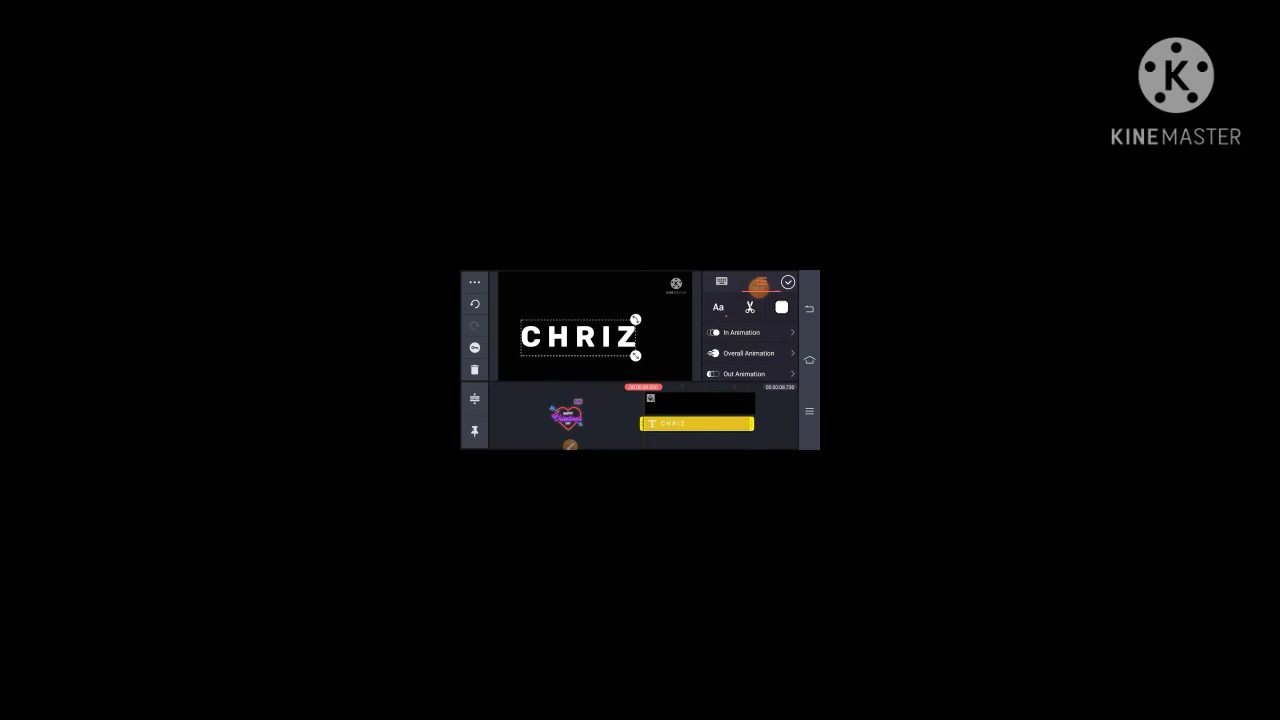 KINEMASTER
CHRIZ
Aa
In Animation
Overall Animation
Out Animation
CHRIZ